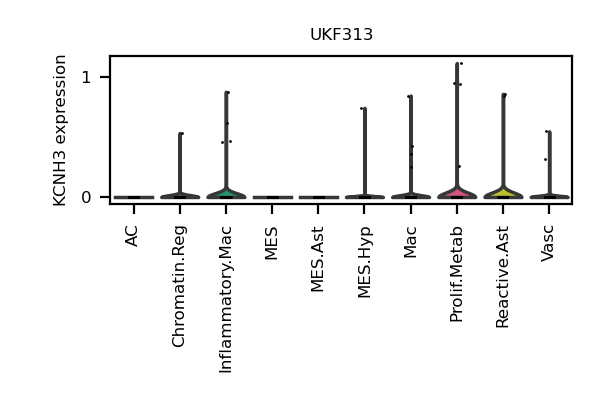 UKF313
KCNH3 expression
1
0
AC
Chromatin.Reg
Inflammatory.Mac
MES
MES.Ast
MES.Hyp
Mac
Prolif.Metab
Reactive.Ast
Vasc